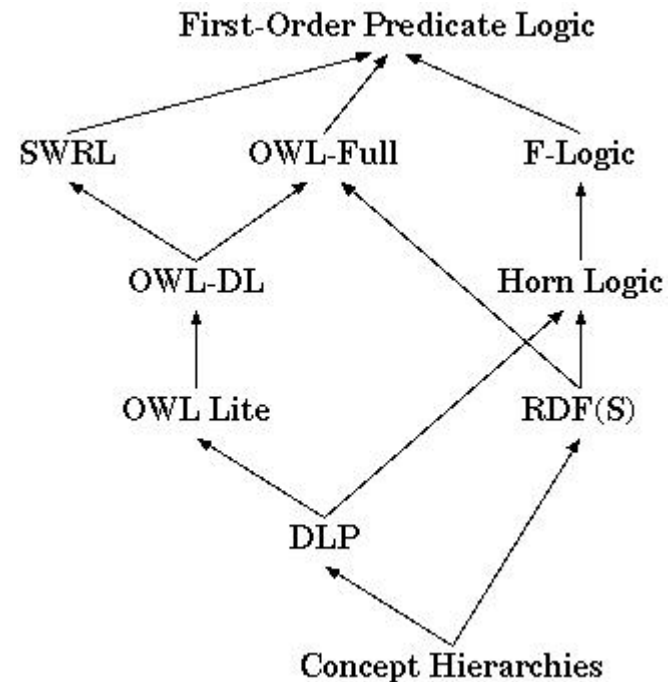 First-Order Predicate Logic
SWRL OWL-Full F-Logic
OWL-DL Horn Logic
OWL Lite RDF(S)
DLP
Concept Hierarchies